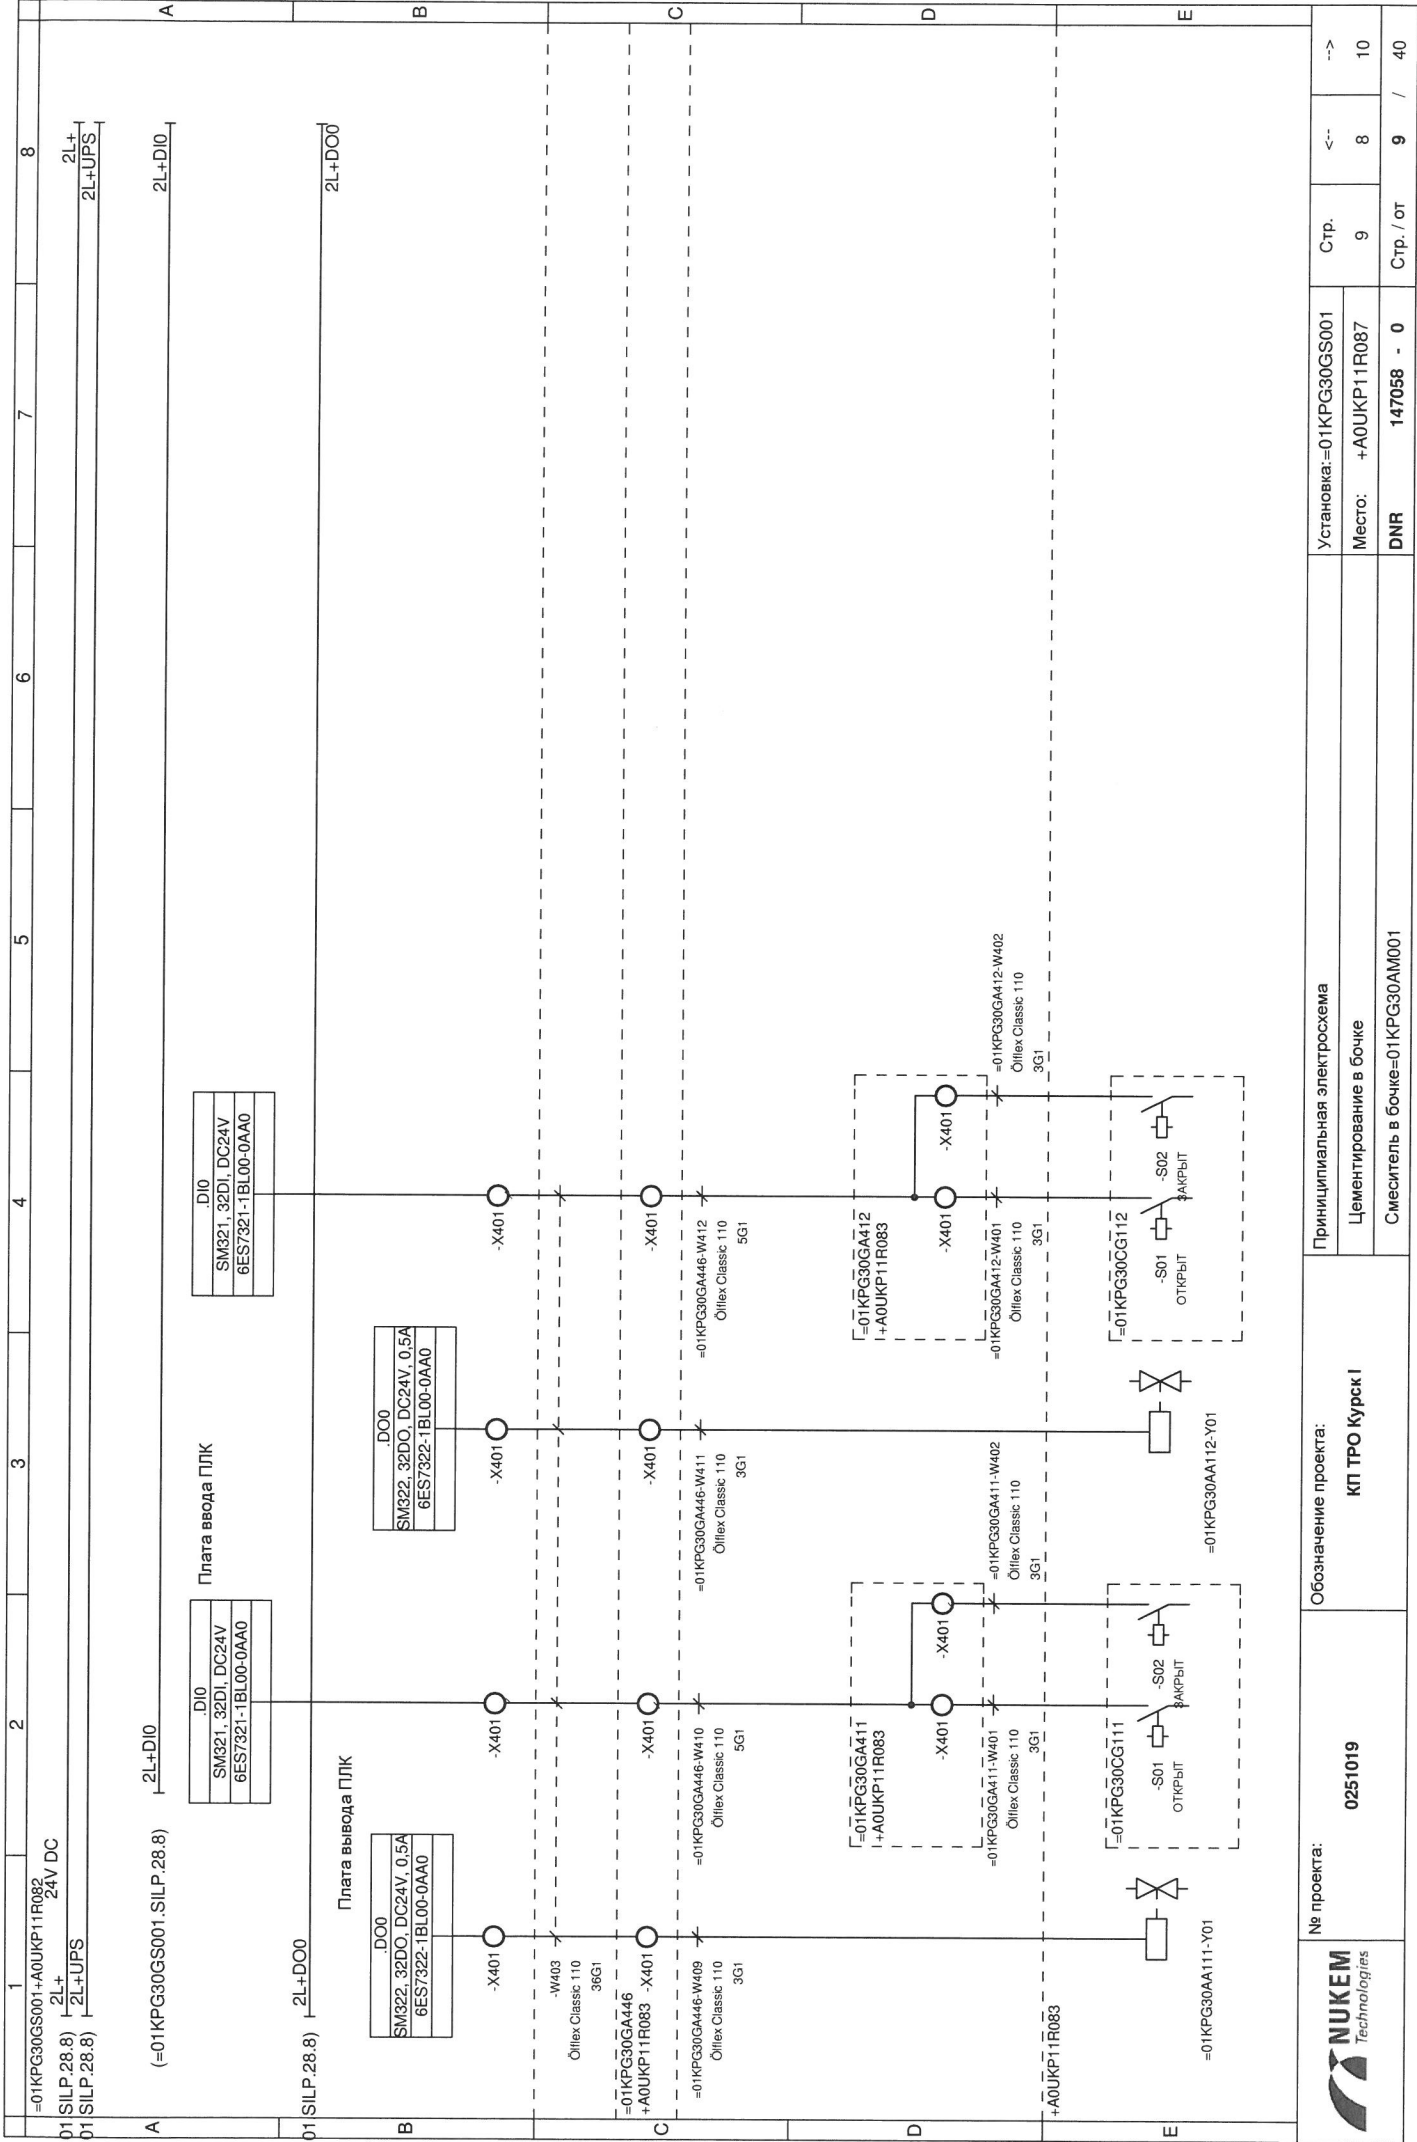 1 2 3 4 5 6 7 8
=01KPG30GS001+A0UKP11R082
24V DC
01 SILP.28.8) 2L+ 2L+
01 SILP.28.8) 2L+UPS 2L+UPS
A A
(=01KPG30GS001.SILP.28.8) 2L+DI0 2L+DI0
Плата ввода ПЛК
.DI0
SM321, 32DI, DC24V
6ES7321-1BL00-0AA0
.DI0
SM321, 32DI, DC24V
6ES7321-1BL00-0AA0
01 SILP.28.8) 2L+DO0 2L+DO0
Плата вывода ПЛК
B B
.DO0
SM322, 32DO, DC24V, 0,5A
6ES7322-1BL00-0AA0
.DO0
SM322, 32DO, DC24V, 0,5A
6ES7322-1BL00-0AA0
-X401 -X401 -X401 -X401
-W403
Ölflex Classic 110
36G1
=01KPG30GA446
+A0UKP11R083 -X401 -X401 -X401 -X401
C C
=01KPG30GA446-W409
Ölflex Classic 110
3G1
=01KPG30GA446-W410
Ölflex Classic 110
5G1
=01KPG30GA446-W411
Ölflex Classic 110
3G1
=01KPG30GA446-W412
Ölflex Classic 110
5G1
D D
=01KPG30GA411
+A0UKP11R083
-X401 -X401
=01KPG30GA411-W401
Ölflex Classic 110
3G1
=01KPG30GA411-W402
Ölflex Classic 110
3G1
=01KPG30GA412
+A0UKP11R083
-X401 -X401
=01KPG30GA412-W401
Ölflex Classic 110
3G1
=01KPG30GA412-W402
Ölflex Classic 110
3G1
+A0UKP11R083
E E
=01KPG30CG111
-S01
ОТКРЫТ
-S02
ЗАКРЫТ
=01KPG30CG112
-S01
ОТКРЫТ
-S02
ЗАКРЫТ
=01KPG30AA111-Y01
=01KPG30AA112-Y01
NUKEM
Technologies
№ проекта:
0251019
Обозначение проекта:
КП ТРО Курск I
Приниципиальная электросхема
Цементирование в бочке
Смеситель в бочке=01KPG30AM001
Установка:=01KPG30GS001
Место: +A0UKP11R087
DNR 147058 - 0
Стр. <-- -->
9 8 10
Стр. / от 9 / 40